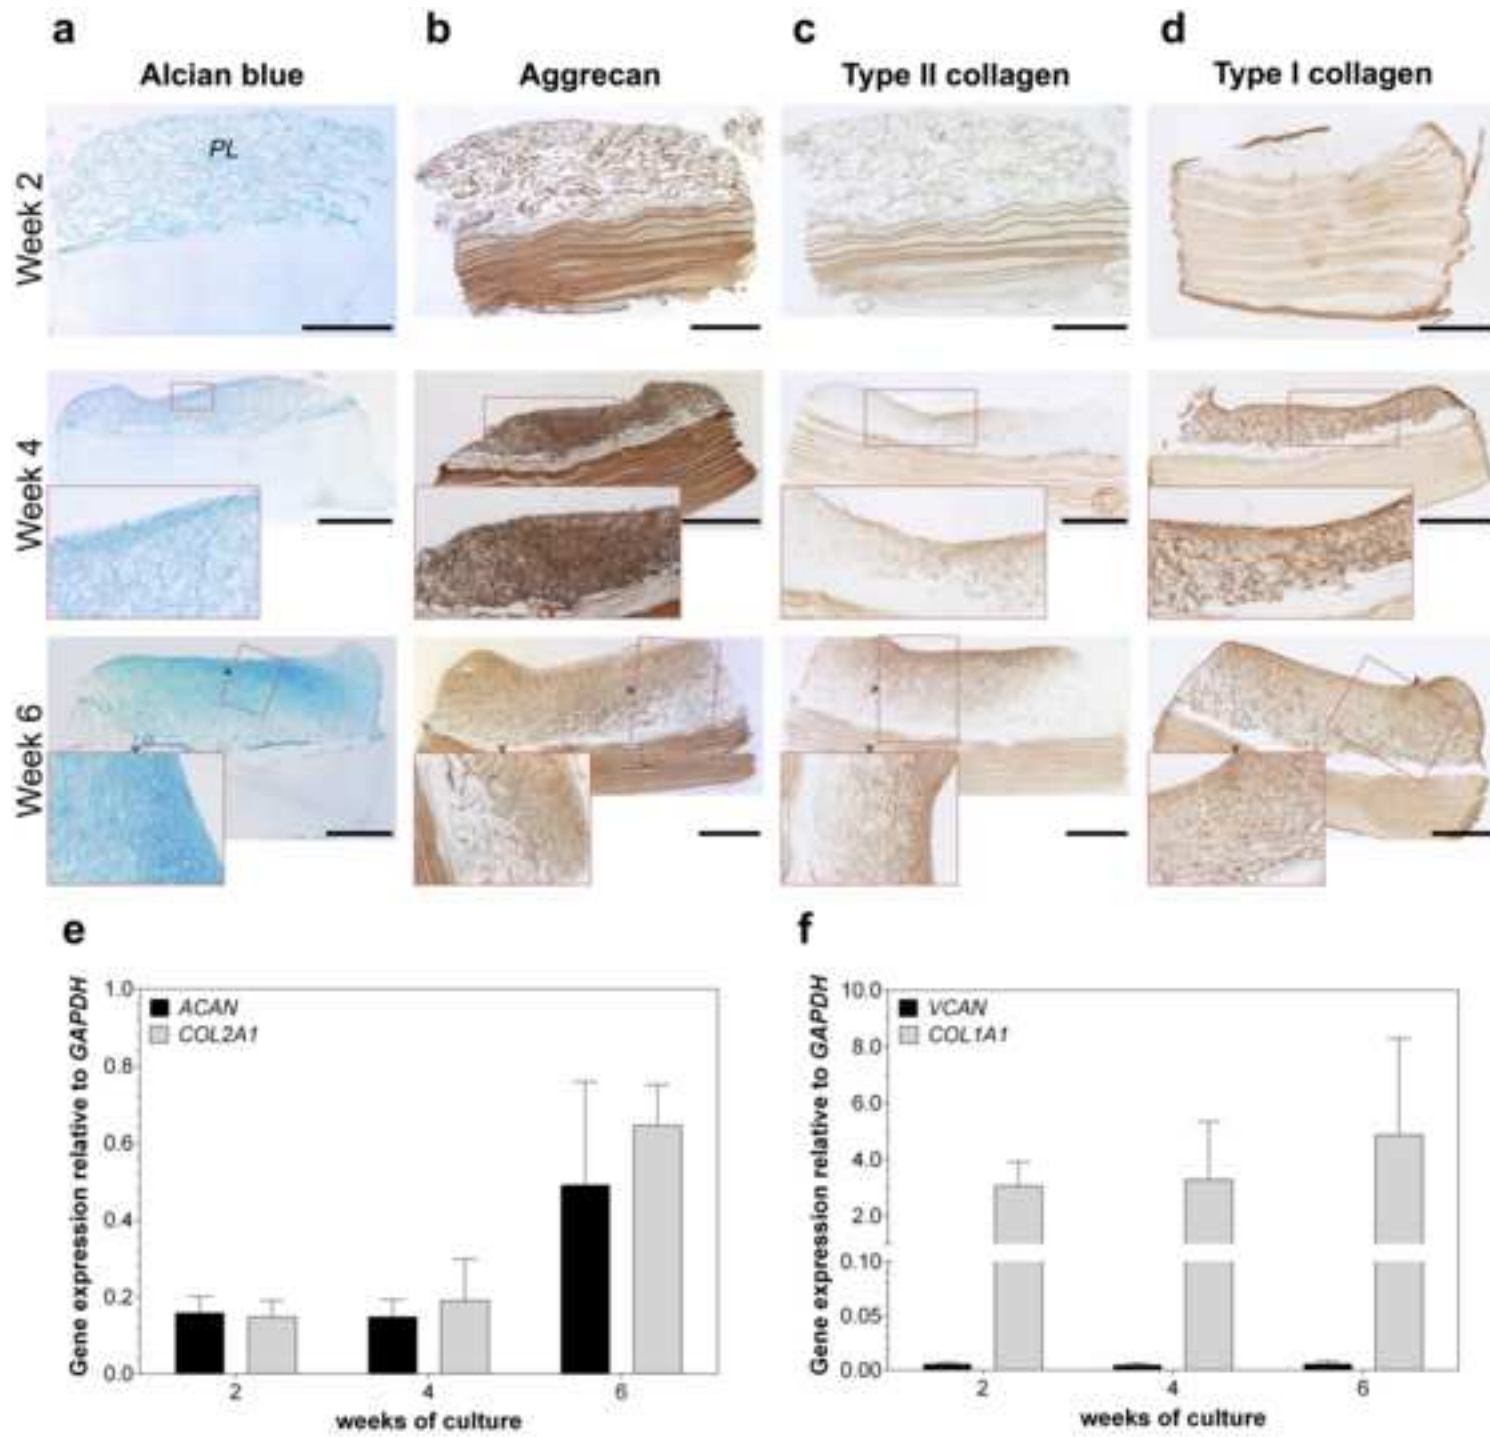 a
b
c
d
Alcian blue
Aggrecan
Type II collagen
Type I collagen
Week 2
PL
Week 4
Week 6
e
f
Gene expression relative to GAPDH
1.0
0.8
0.6
0.4
0.2
0.0
ACAN
COL2A1
2
4
6
weeks of culture
Gene expression relative to GAPDH
10.0
8.0
6.0
4.0
2.0
0.10
0.05
0.00
VCAN
COL1A1
2
4
6
weeks of culture